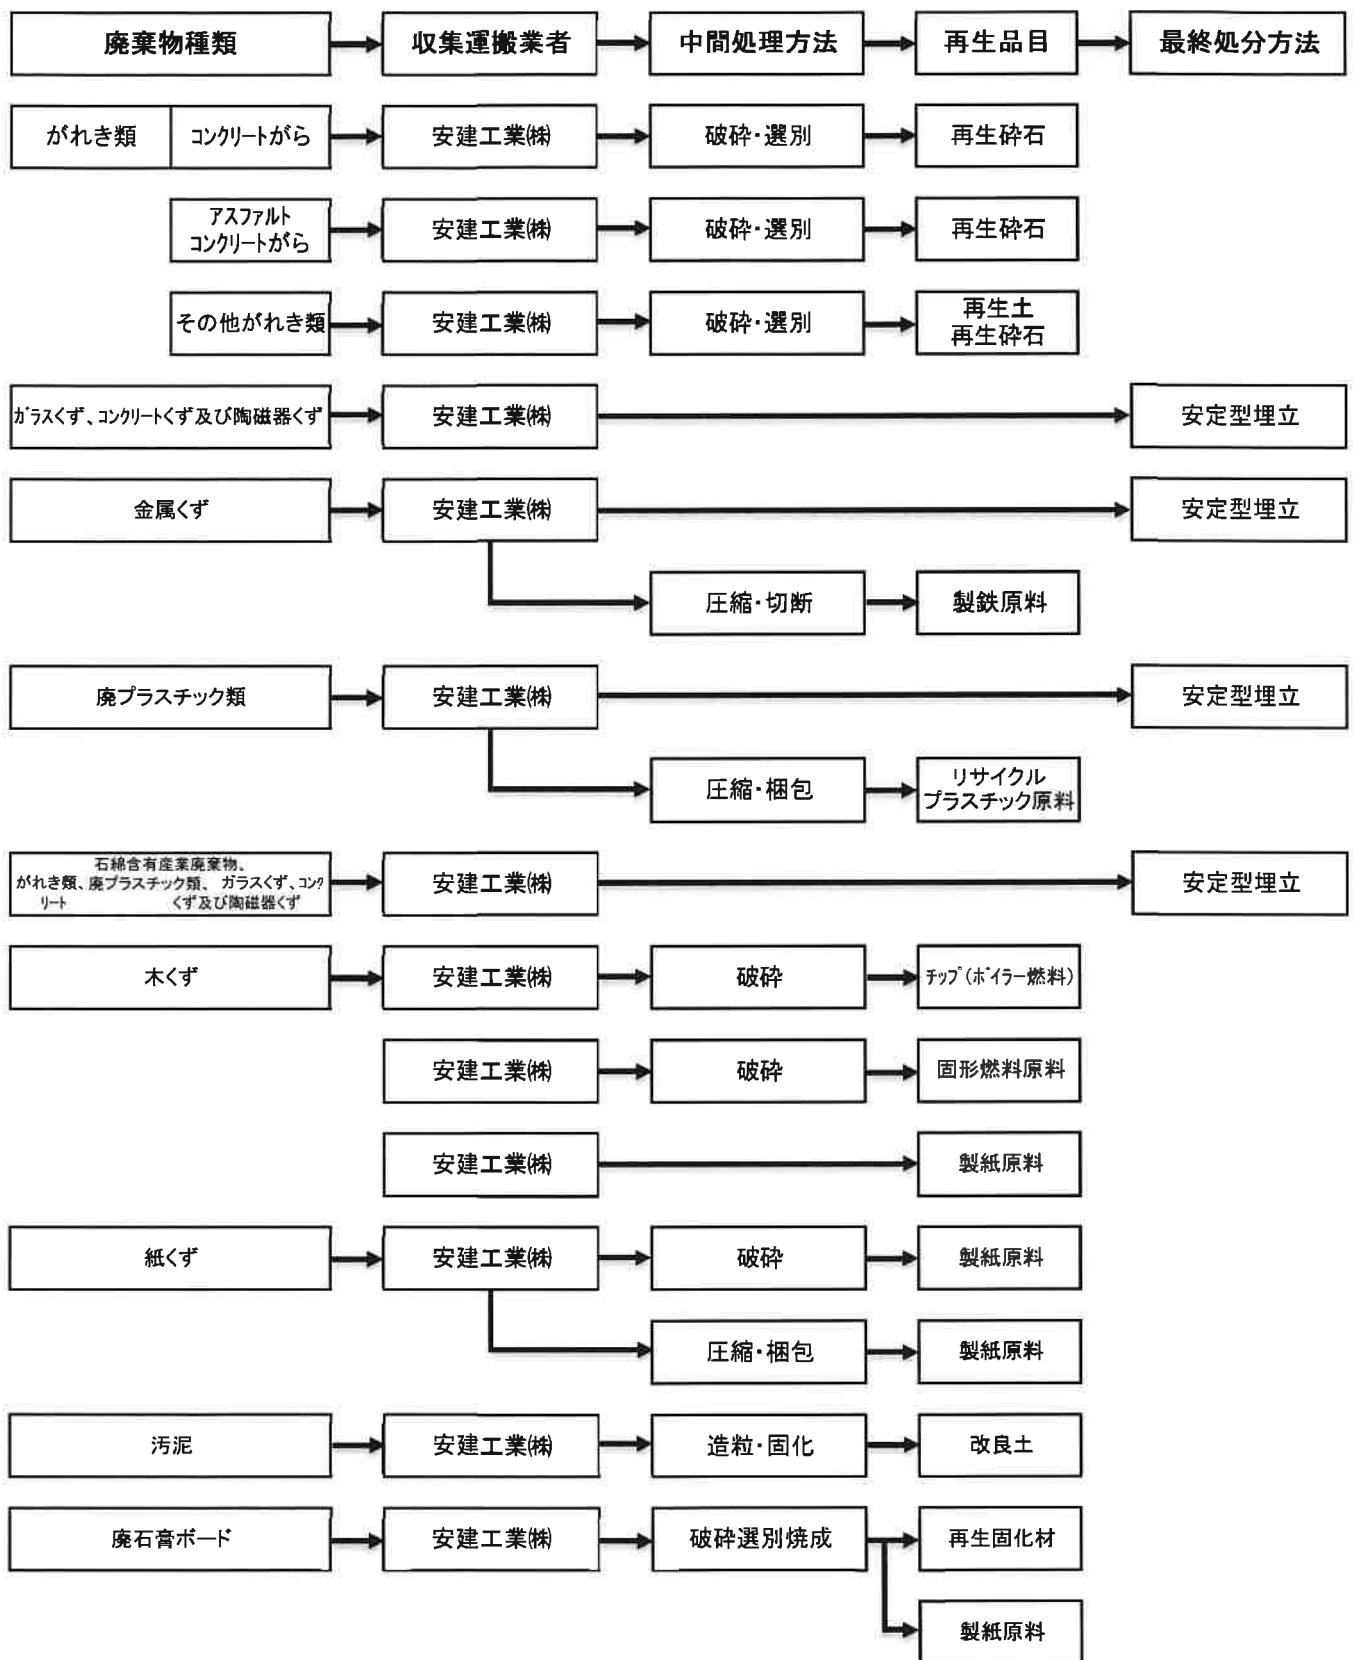 廃棄物種類
収集運搬業者
中間処理方法
再生品目
最終処分方法
がれき類
コンクリートがら
安建工業㈱
破砕・選別
再生砕石
アスファルト
コンクリートがら
安建工業㈱
破砕・選別
再生砕石
その他がれき類
安建工業㈱
破砕・選別
再生土
再生砕石
ガラスくず、コンクリートくず及び陶磁器くず
安建工業㈱
安定型埋立
金属くず
安建工業㈱
安定型埋立
圧縮・切断
製鉄原料
廃プラスチック類
安建工業㈱
安定型埋立
圧縮・梱包
リサイクル
プラスチック原料
石綿含有産業廃棄物、
がれき類、廃プラスチック類、 ガラスくず、コンク
リート くず及び陶磁器くず
安建工業㈱
安定型埋立
木くず
安建工業㈱
破砕
チップ(ボイラー燃料)
安建工業㈱
破砕
固形燃料原料
安建工業㈱
製紙原料
紙くず
安建工業㈱
破砕
製紙原料
圧縮・梱包
製紙原料
汚泥
安建工業㈱
造粒・固化
改良土
廃石膏ボード
安建工業㈱
破砕選別焼成
再生固化材
製紙原料